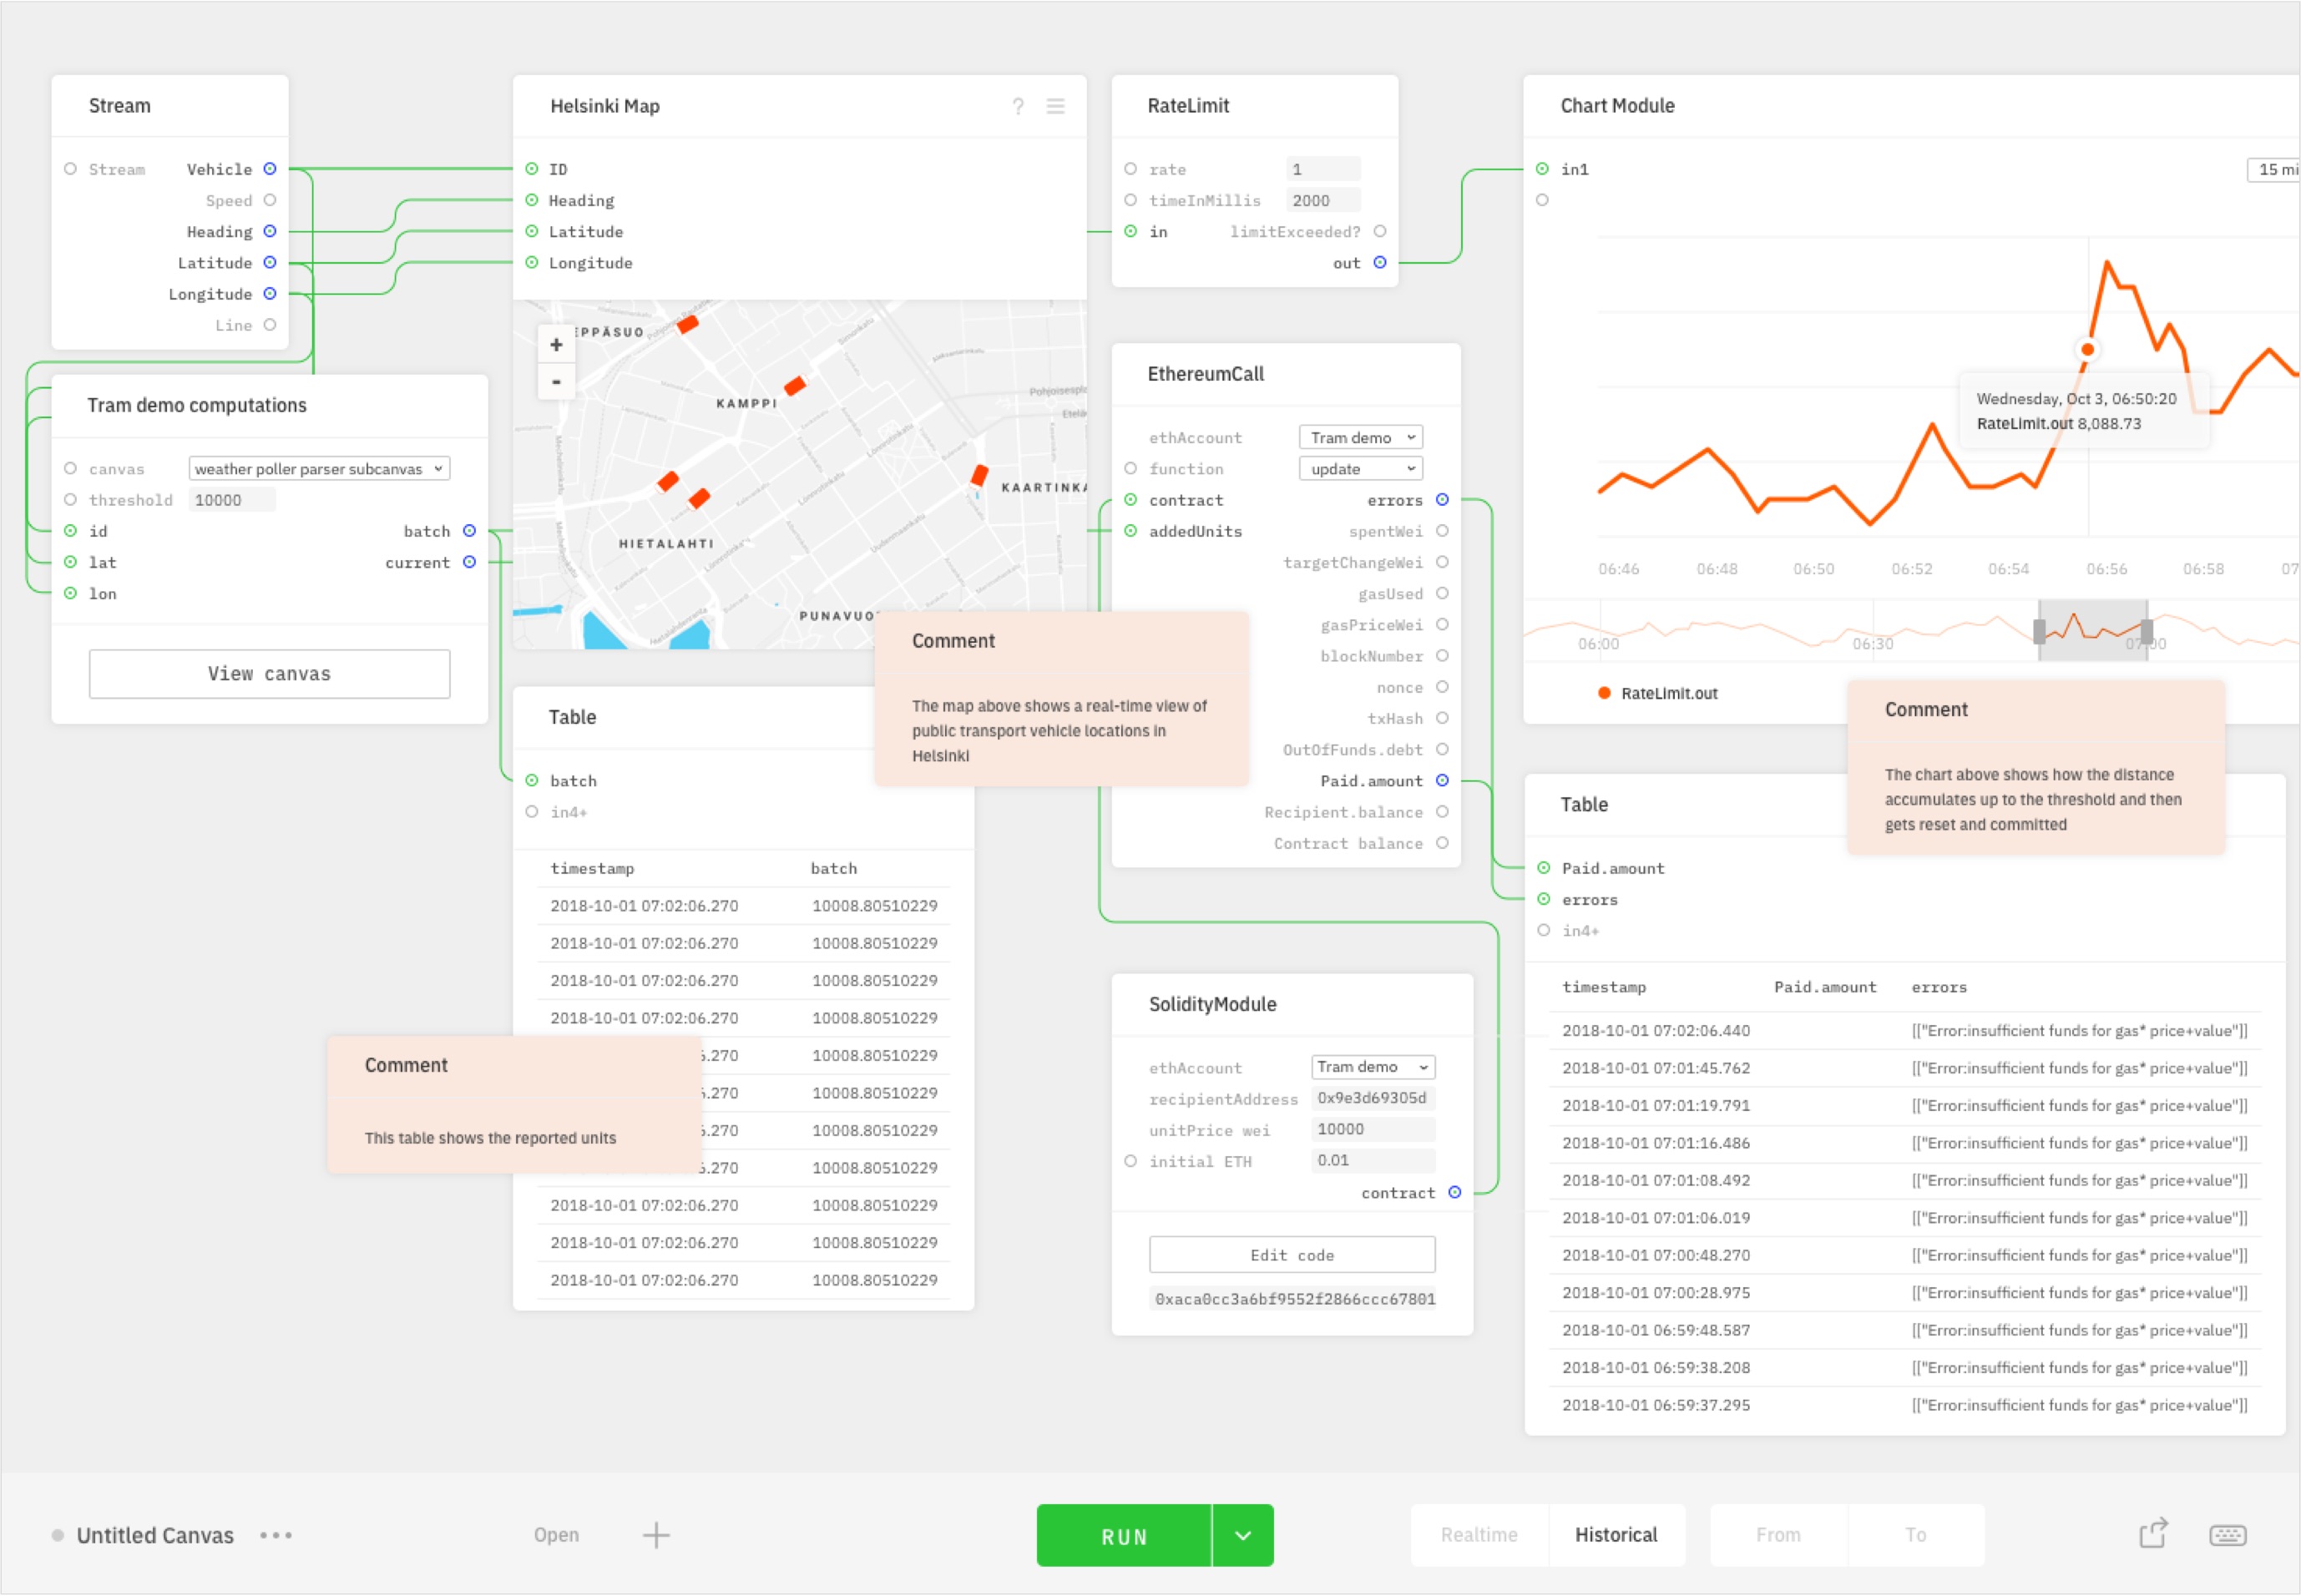 Stream
Stream Vehicle
Speed
Heading
Latitude
Longitude
Line
Tram demo computations
canvas weather poller parser subcanvas
threshold 10000
id batch
lat current
lon
View canvas
Helsinki Map ?
ID
Heading
Latitude
Longitude
+
-
EPPÄSUO
KAMPPI
Pohjoinen Rautatie
Simonkatu
Lönnrotinkatu
Lönnrotinkatu
Uudenmaankatu
Pohjoisespla
Etelä
KAARTINKA
HIETALAHTI
PUNAVUO
Comment
The map above shows a real-time view of
public transport vehicle locations in
Helsinki
Table
batch
in4+
timestamp batch
2018-10-01 07:02:06.270 10008.80510229
2018-10-01 07:02:06.270 10008.80510229
2018-10-01 07:02:06.270 10008.80510229
2018-10-01 07:02:06.270 10008.80510229
6.270 10008.80510229
6.270 10008.80510229
6.270 10008.80510229
6.270 10008.80510229
2018-10-01 07:02:06.270 10008.80510229
2018-10-01 07:02:06.270 10008.80510229
2018-10-01 07:02:06.270 10008.80510229
Comment
This table shows the reported units
RateLimit
rate 1
timeInMillis 2000
in limitExceeded?
out
EthereumCall
ethAccount Tram demo
function update
contract errors
addedUnits spentWei
targetChangeWei
gasUsed
gasPriceWei
blockNumber
nonce
txHash
OutOfFunds.debt
Paid.amount
Recipient.balance
Contract balance
SolidityModule
ethAccount Tram demo
recipientAddress 0x9e3d69305d
unitPrice wei 10000
initial ETH 0.01
contract
Edit code
0xaca0cc3a6bf9552f2866ccc67801
Chart Module
in1 15 mi
Wednesday, Oct 3, 06:50:20
RateLimit.out 8,088.73
06:46 06:48 06:50 06:52 06:54 06:56 06:58 07
06:00 06:30 07:00
RateLimit.out
Comment
The chart above shows how the distance
accumulates up to the threshold and then
gets reset and committed
Table
Paid.amount
errors
in4+
timestamp Paid.amount errors
2018-10-01 07:02:06.440 [["Error:insufficient funds for gas* price+value"]]
2018-10-01 07:01:45.762 [["Error:insufficient funds for gas* price+value"]]
2018-10-01 07:01:19.791 [["Error:insufficient funds for gas* price+value"]]
2018-10-01 07:01:16.486 [["Error:insufficient funds for gas* price+value"]]
2018-10-01 07:01:08.492 [["Error:insufficient funds for gas* price+value"]]
2018-10-01 07:01:06.019 [["Error:insufficient funds for gas* price+value"]]
2018-10-01 07:00:48.270 [["Error:insufficient funds for gas* price+value"]]
2018-10-01 07:00:28.975 [["Error:insufficient funds for gas* price+value"]]
2018-10-01 06:59:48.587 [["Error:insufficient funds for gas* price+value"]]
2018-10-01 06:59:38.208 [["Error:insufficient funds for gas* price+value"]]
2018-10-01 06:59:37.295 [["Error:insufficient funds for gas* price+value"]]
Untitled Canvas ••• Open + RUN Realtime Historical From To